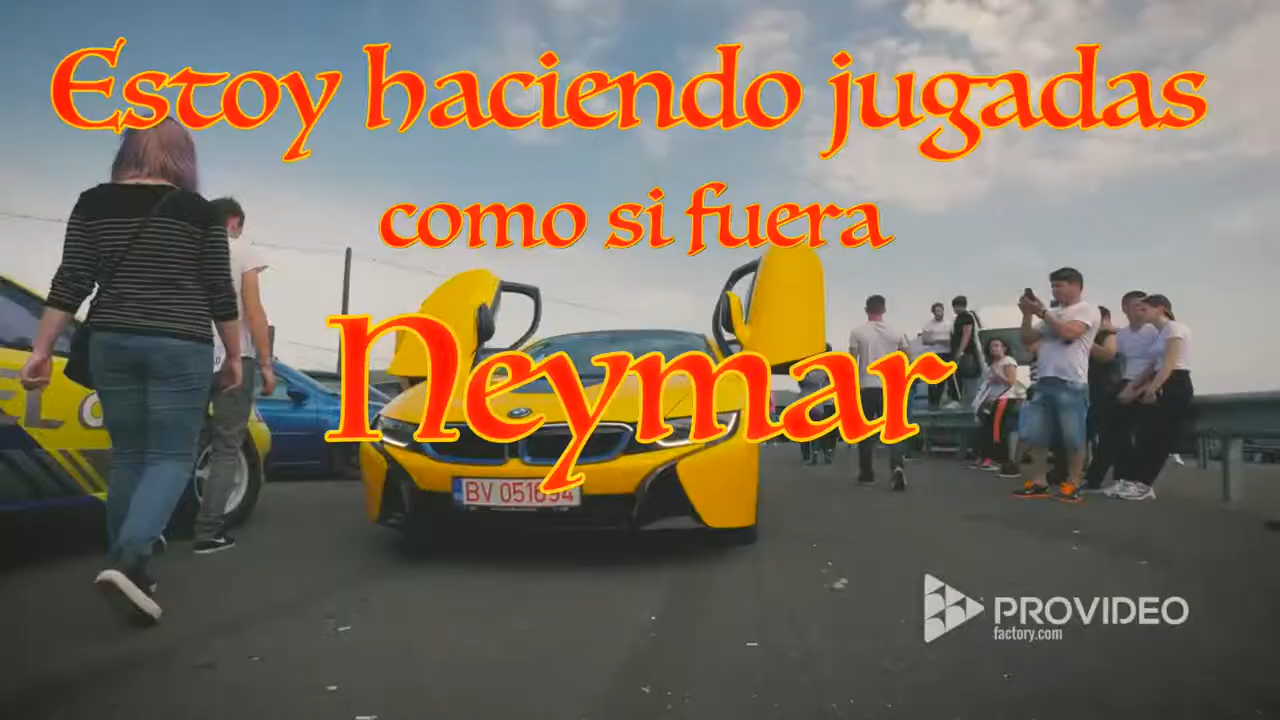 Estoy haciendo jugadas
como si fuera
Neymar
PROVIDEO
factory.com